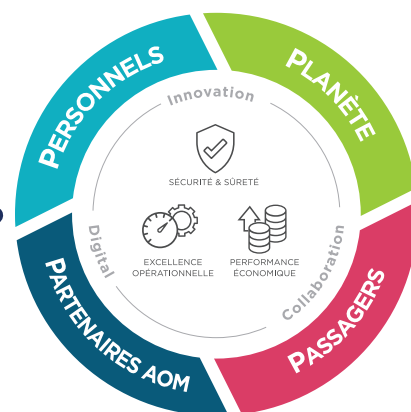 PERSONNELS
PLANÈTE
Innovation
SÉCURITÉ & SÛRETÉ
Digital
EXCELLENCE
OPÉRATIONNELLE
PERFORMANCE
ÉCONOMIQUE
Collaboration
PARTENAIRES AOM
PASSAGERS